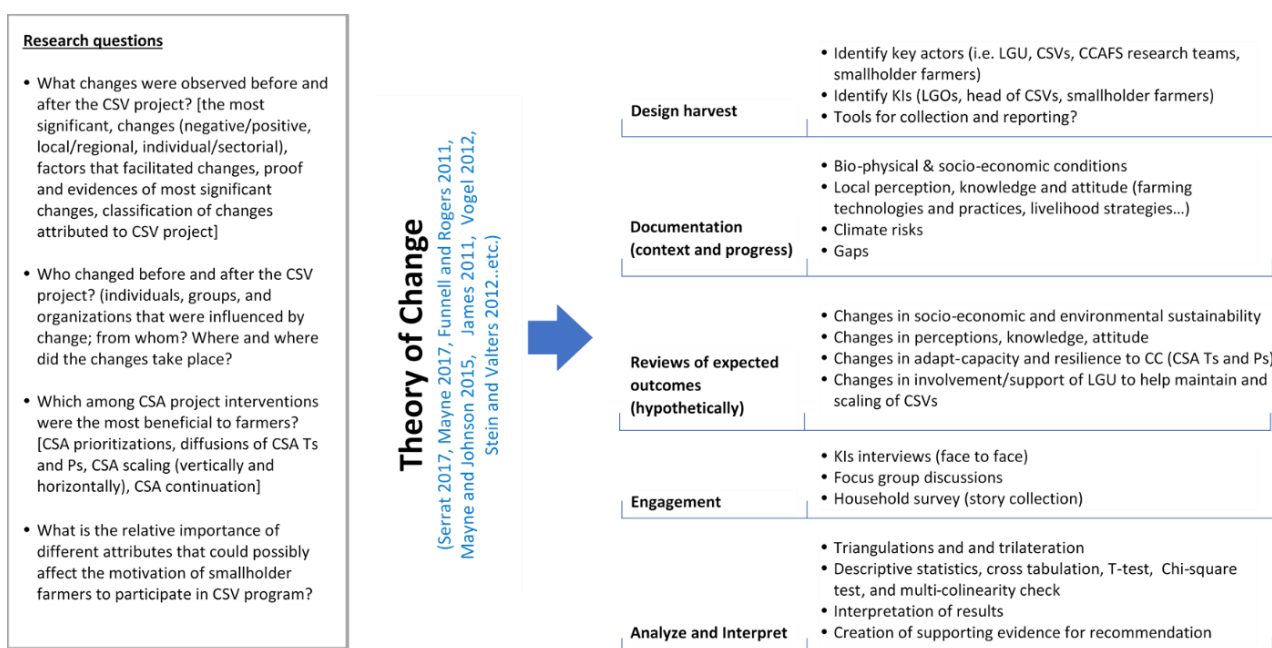 Research questions
• What changes were observed before and
after the CSV project? [the most
significant, changes (negative/positive,
local/regional, individual/sectorial),
factors that facilitated changes, proof
and evidences of most significant
changes, classification of changes
attributed to CSV project]
• Who changed before and after the CSV
project? (individuals, groups, and
organizations that were influenced by
change; from whom? Where and where
did the changes take place?
• Which among CSA project interventions
were the most beneficial to farmers?
[CSA prioritizations, diffusions of CSA Ts
and Ps, CSA scaling (vertically and
horizontally), CSA continuation]
• What is the relative importance of
different attributes that could possibly
affect the motivation of smallholder
farmers to participate in CSV program?
Theory of Change
(Serrat 2017, Mayne 2017, Funnell and Rogers 2011,
Mayne and Johnson 2015, James 2011, Vogel 2012,
Stein and Valters 2012..etc.)
Design harvest
• Identify key actors (i.e. LGU, CSVs, CCAFS research teams,
smallholder farmers)
• Identify KIs (LGOs, head of CSVs, smallholder farmers)
• Tools for collection and reporting?
Documentation
(context and progress)
• Bio-physical & socio-economic conditions
• Local perception, knowledge and attitude (farming
technologies and practices, livelihood strategies…)
• Climate risks
• Gaps
Reviews of expected
outcomes
(hypothetically)
• Changes in socio-economic and environmental sustainability
• Changes in perceptions, knowledge, attitude
• Changes in adapt-capacity and resilience to CC (CSA Ts and Ps)
• Changes in involvement/support of LGU to help maintain and
scaling of CSVs
Engagement
• KIs interviews (face to face)
• Focus group discussions
• Household survey (story collection)
Analyze and Interpret
• Triangulations and and trilateration
• Descriptive statistics, cross tabulation, T-test, Chi-square
test, and multi-colinearity check
• Interpretation of results
• Creation of supporting evidence for recommendation